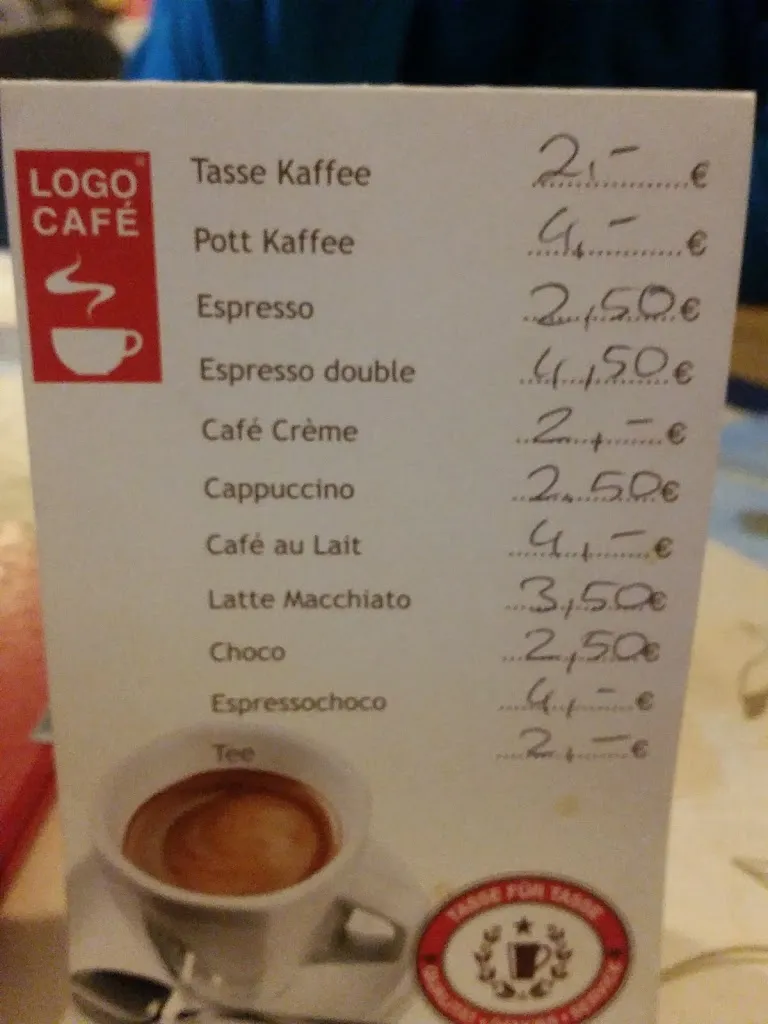 LOGO
CAFÉ
Tasse Kaffee 2,- €
Pott Kaffee 4,- €
Espresso 2,50 €
Espresso double 4,50 €
Café Crème 2,- €
Cappuccino 2,50 €
Café au Lait 4,- €
Latte Macchiato 3,50 €
Choco 2,50 €
Espressochoco 4,- €
Tee 2,- €
TASSE FÜR TASSE